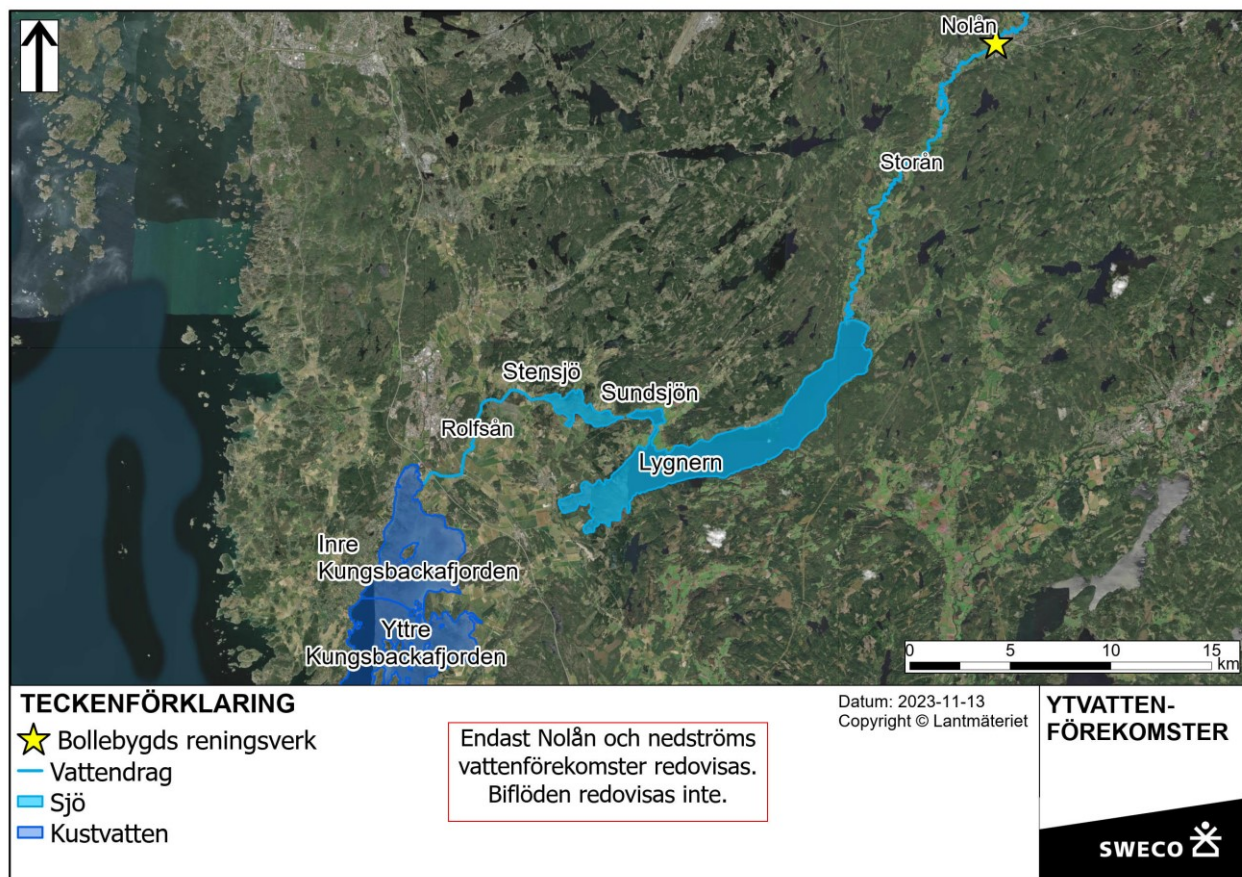 Nolån
Storån
Stensjö
Sundsjön
Rolfsån
Lygnern
Inre
Kungsbackafjorden
Yttre
Kungsbackafjorden
0 5 10 15
km
TECKENFÖRKLARING
Bollebygds reningsverk
Vattendrag
Sjö
Kustvatten
Endast Nolån och nedströms
vattenförekomster redovisas.
Biflöden redovisas inte.
Datum: 2023-11-13
Copyright © Lantmäteriet
YTVATTEN-
FÖREKOMSTER
SWECO